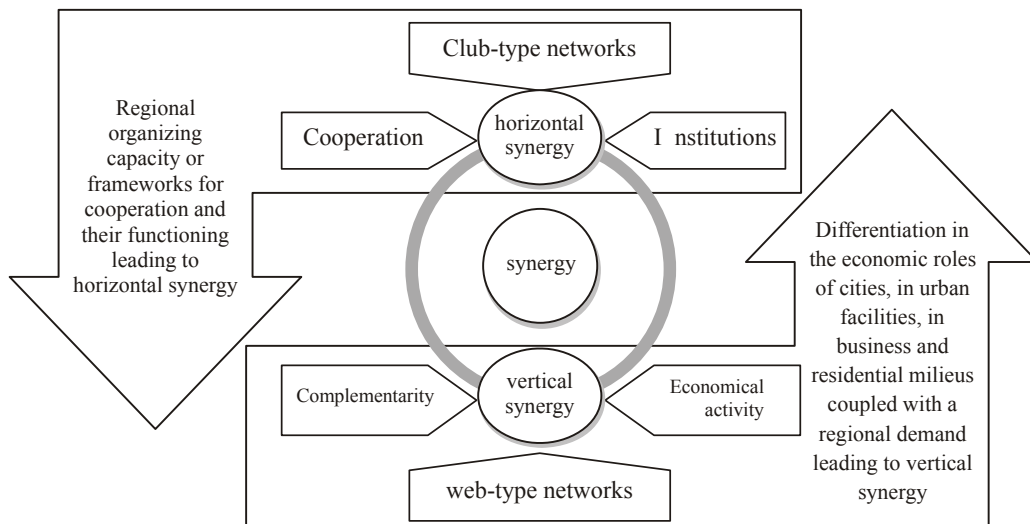 Club-type networks
Regional
organizing
capacity or
frameworks for
cooperation and
their functioning
leading to
horizontal synergy
Cooperation
horizontal
synergy
I nstitutions
synergy
Differentiation in
the economic roles
of cities, in urban
facilities, in
business and
residential milieus
coupled with a
regional demand
leading to vertical
synergy
Complementarity
vertical
synergy
Economical
activity
web-type networks